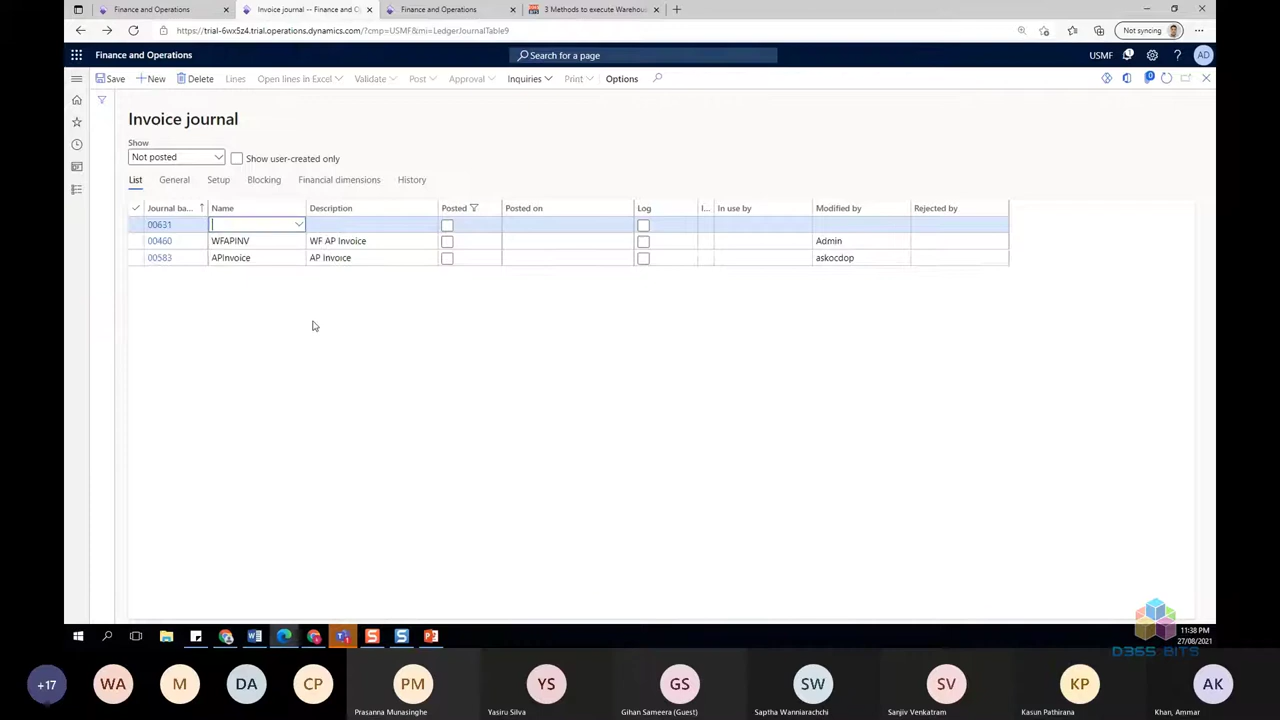 Finance and Operations
Invoice journal -- Finance and O
Finance and Operations
3 Methods to execute Warehous
https://trial-6wx5z4.trial.operations.dynamics.com/?cmp=USMF&mi=LedgerJournalTable9
Not syncing
Finance and Operations
Search for a page
USMF
AD
Save
New
Delete
Lines
Open lines in Excel
Validate
Post
Approval
Inquiries
Print
Options
0
Invoice journal
Show
Not posted
Show user-created only
List General Setup Blocking Financial dimensions History
Journal ba... Name Description Posted Posted on Log I... In use by Modified by Rejected by
00631
00460 WFAPINV WF AP Invoice Admin
00583 APInvoice AP Invoice askocdop
11:38 PM
27/08/2021
D365 BITS
+17 WA M DA CP PM YS GS SW SV KP AK
Prasanna Munasinghe Yasiru Silva Gihan Sameera (Guest) Saptha Wanniarachchi Sanjiv Venkatram Kasun Pathirana Khan, Ammar